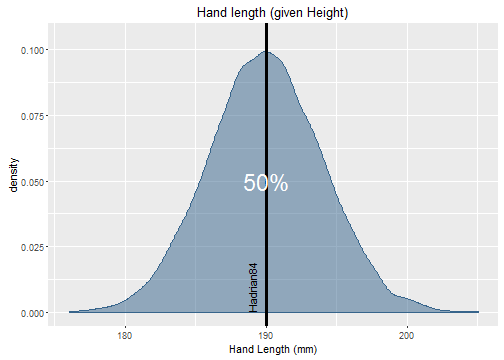 Hand length (given Height)
0.100
0.075
0.050
0.025
0.000
density
50%
Hadrian84
180
190
200
Hand Length (mm)